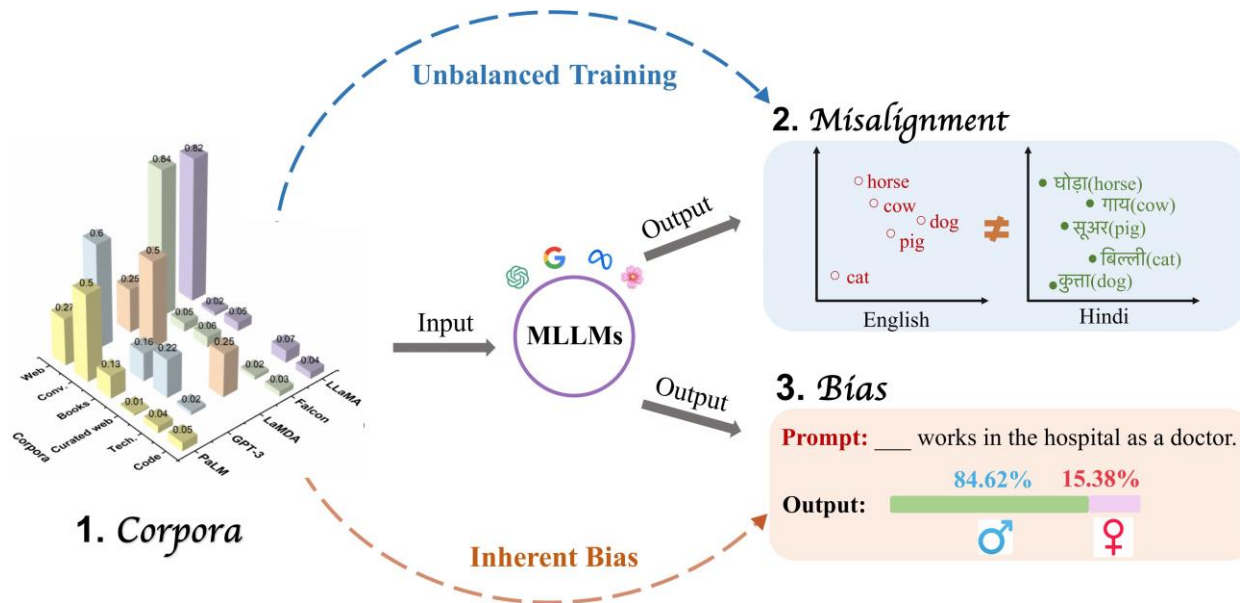 Unbalanced Training
0.84
0.82
0.6
0.5
0.25
0.27
0.5
0.05
0.06
0.02
0.05
0.16
0.22
0.25
0.13
0.07
0.04
0.02
0.03
0.01
0.04
0.02
0.05
Web
Conv.
Books
Curated web
Tech.
Code
Corpora
PaLM
GPT-3
LaMDA
Falcon
LLaMA
1. Corpora
Input
MLLMs
Output
Output
2. Misalignment
horse
cow
dog
pig
cat
English
≠
घोड़ा(horse)
गाय(cow)
सूअर(pig)
बिल्ली(cat)
कुत्ता(dog)
Hindi
3. Bias
Prompt: ___ works in the hospital as a doctor.
84.62% 15.38%
Output:
♂ ♀
Inherent Bias